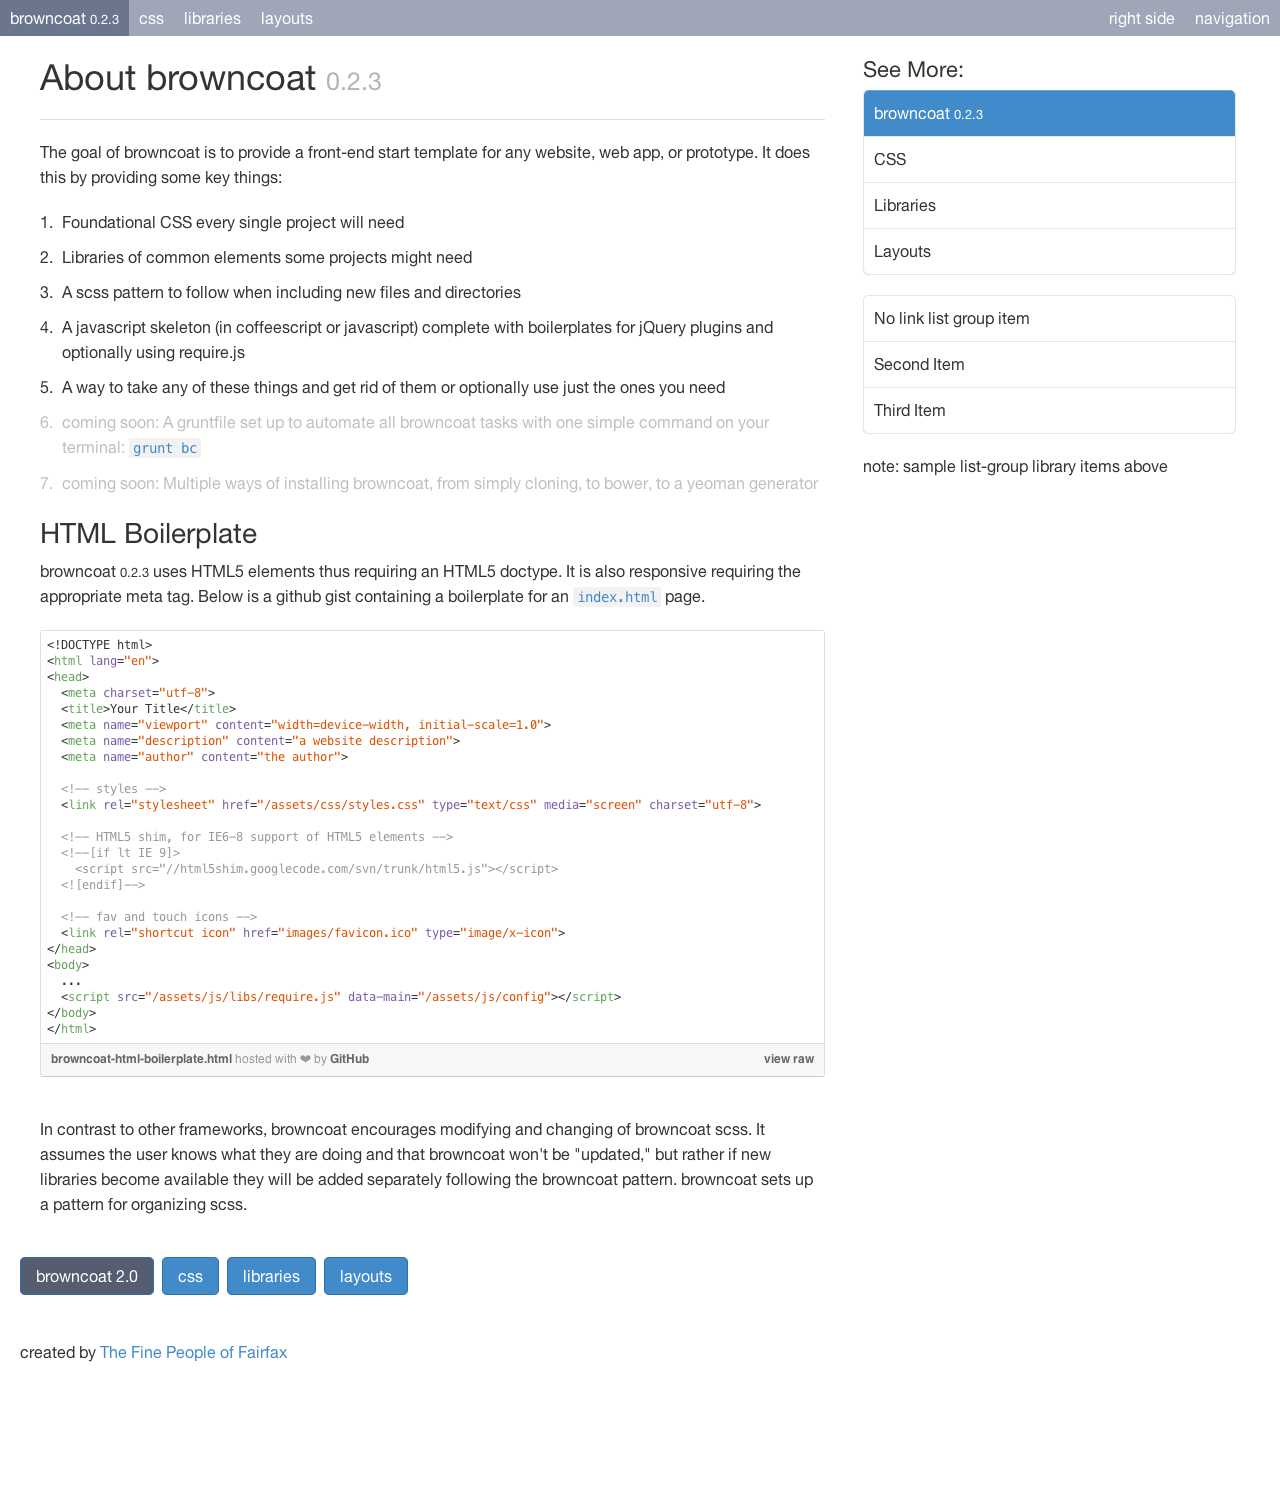 browncoat 0.2.3 css libraries layouts right side navigation
About browncoat 0.2.3
The goal of browncoat is to provide a front-end start template for any website, web app, or prototype. It does
this by providing some key things:
1. Foundational CSS every single project will need
2. Libraries of common elements some projects might need
3. A scss pattern to follow when including new files and directories
4. A javascript skeleton (in coffeescript or javascript) complete with boilerplates for jQuery plugins and
optionally using require.js
5. A way to take any of these things and get rid of them or optionally use just the ones you need
6. coming soon: A gruntfile set up to automate all browncoat tasks with one simple command on your
terminal: grunt bc
7. coming soon: Multiple ways of installing browncoat, from simply cloning, to bower, to a yeoman generator
HTML Boilerplate
browncoat 0.2.3 uses HTML5 elements thus requiring an HTML5 doctype. It is also responsive requiring the
appropriate meta tag. Below is a github gist containing a boilerplate for an index.html page.
<!DOCTYPE html>
<html lang="en">
<head>
  <meta charset="utf-8">
  <title>Your Title</title>
  <meta name="viewport" content="width=device-width, initial-scale=1.0">
  <meta name="description" content="a website description">
  <meta name="author" content="the author">
  <!-- styles -->
  <link rel="stylesheet" href="/assets/css/styles.css" type="text/css" media="screen" charset="utf-8">
  <!-- HTML5 shim, for IE6-8 support of HTML5 elements -->
  <!--[if lt IE 9]>
    <script src="//html5shim.googlecode.com/svn/trunk/html5.js"></script>
  <![endif]-->
  <!-- fav and touch icons -->
  <link rel="shortcut icon" href="images/favicon.ico" type="image/x-icon">
</head>
<body>
  ...
  <script src="/assets/js/libs/require.js" data-main="/assets/js/config"></script>
</body>
</html>
browncoat-html-boilerplate.html hosted with ❤ by GitHub view raw
In contrast to other frameworks, browncoat encourages modifying and changing of browncoat scss. It
assumes the user knows what they are doing and that browncoat won't be "updated," but rather if new
libraries become available they will be added separately following the browncoat pattern. browncoat sets up
a pattern for organizing scss.
See More:
browncoat 0.2.3
CSS
Libraries
Layouts
No link list group item
Second Item
Third Item
note: sample list-group library items above
browncoat 2.0 css libraries layouts
created by The Fine People of Fairfax